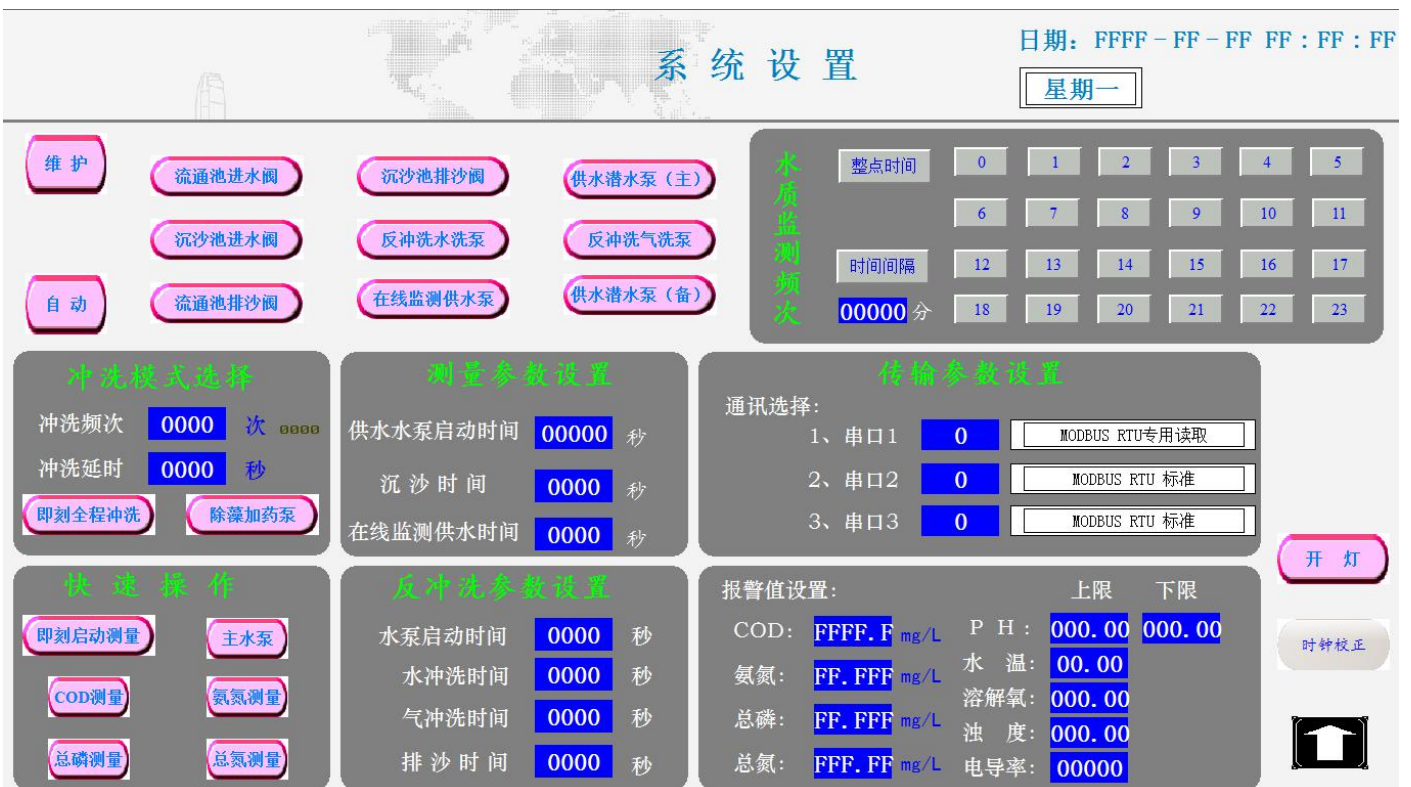 系统设置
日期: FFFF-FF-FF FF:FF:FF
星期一
维护
流通池进水阀
沉沙池排沙阀
供水潜水泵（主）
沉沙池进水阀
反冲洗水洗泵
反冲洗气洗泵
自动
流通池排沙阀
在线监测供水泵
供水潜水泵（备）
水质监测频次
整点时间
0 1 2 3 4 5
6 7 8 9 10 11
时间间隔
12 13 14 15 16 17
00000 分
18 19 20 21 22 23
冲洗模式选择
冲洗频次 0000 次 0000
冲洗延时 0000 秒
即刻全程冲洗 除藻加药泵
测量参数设置
供水水泵启动时间 00000 秒
沉沙时间 0000 秒
在线监测供水时间 0000 秒
传输参数设置
通讯选择:
1、串口1 0 MODBUS RTU专用读取
2、串口2 0 MODBUS RTU 标准
3、串口3 0 MODBUS RTU 标准
快速操作
即刻启动测量 主水泵
COD测量 氨氮测量
总磷测量 总氮测量
反冲洗参数设置
水泵启动时间 0000 秒
水冲洗时间 0000 秒
气冲洗时间 0000 秒
排沙时间 0000 秒
报警值设置: 上限 下限
COD: FFFF.F mg/L PH: 000.00 000.00
水温: 00.00
氨氮: FF.FFF mg/L
溶解氧: 000.00
总磷: FF.FFF mg/L
浊度: 000.00
总氮: FFF.FF mg/L 电导率: 00000
开灯
时钟校正